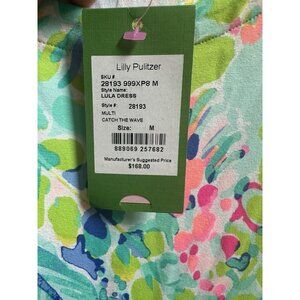 Lilly Pulitzer
SKU #
28193 999XP8 M
Style Name:
LULA DRESS
Style #: 28193
MULTI
CATCH THE WAVE
Size: M
889069 257682
Manufacturer's Suggested Price
$168.00